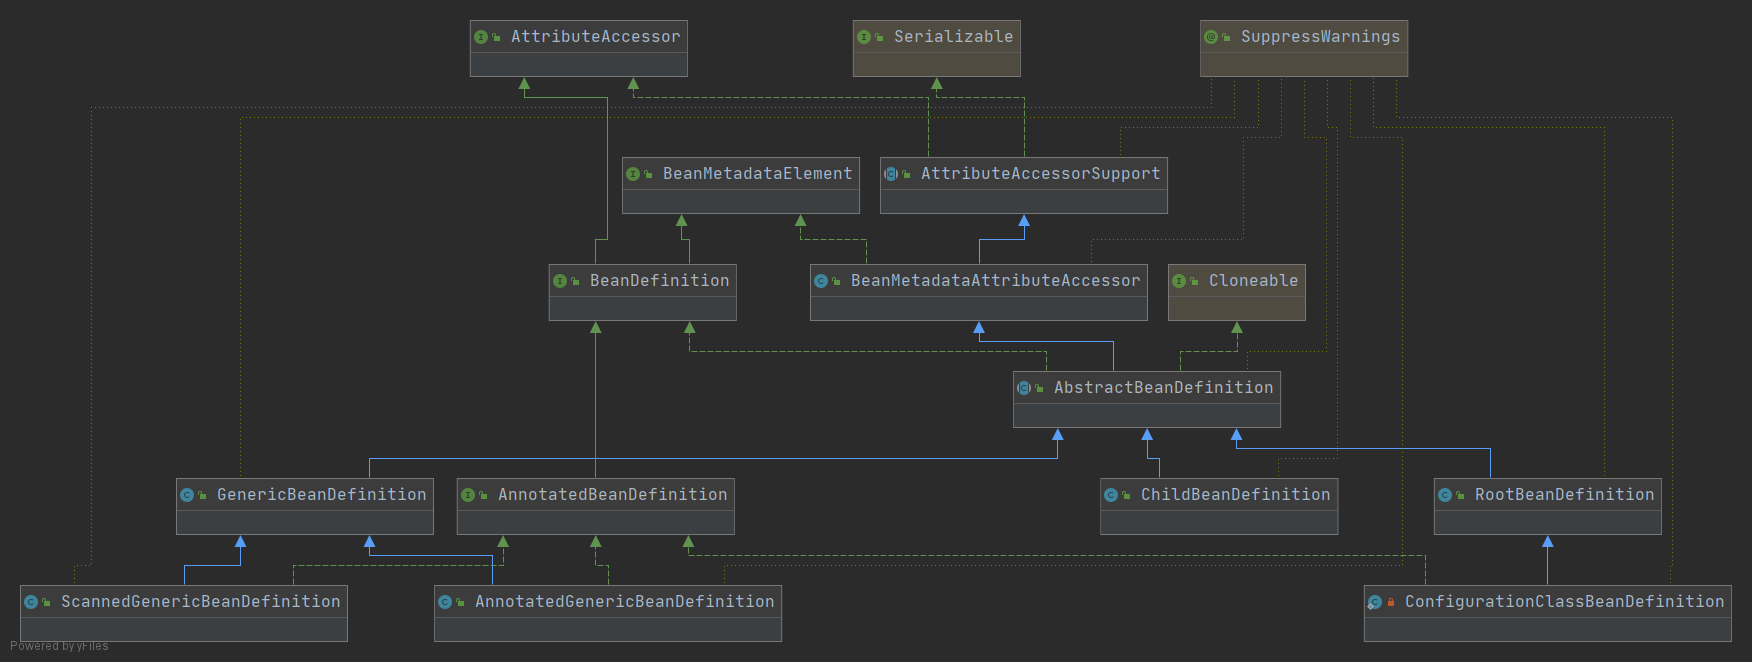 AttributeAccessor
Serializable
SuppressWarnings
BeanMetadataElement
AttributeAccessorSupport
BeanDefinition
BeanMetadataAttributeAccessor
Cloneable
AbstractBeanDefinition
GenericBeanDefinition
AnnotatedBeanDefinition
ChildBeanDefinition
RootBeanDefinition
ScannedGenericBeanDefinition
AnnotatedGenericBeanDefinition
ConfigurationClassBeanDefinition
Powered by yFiles